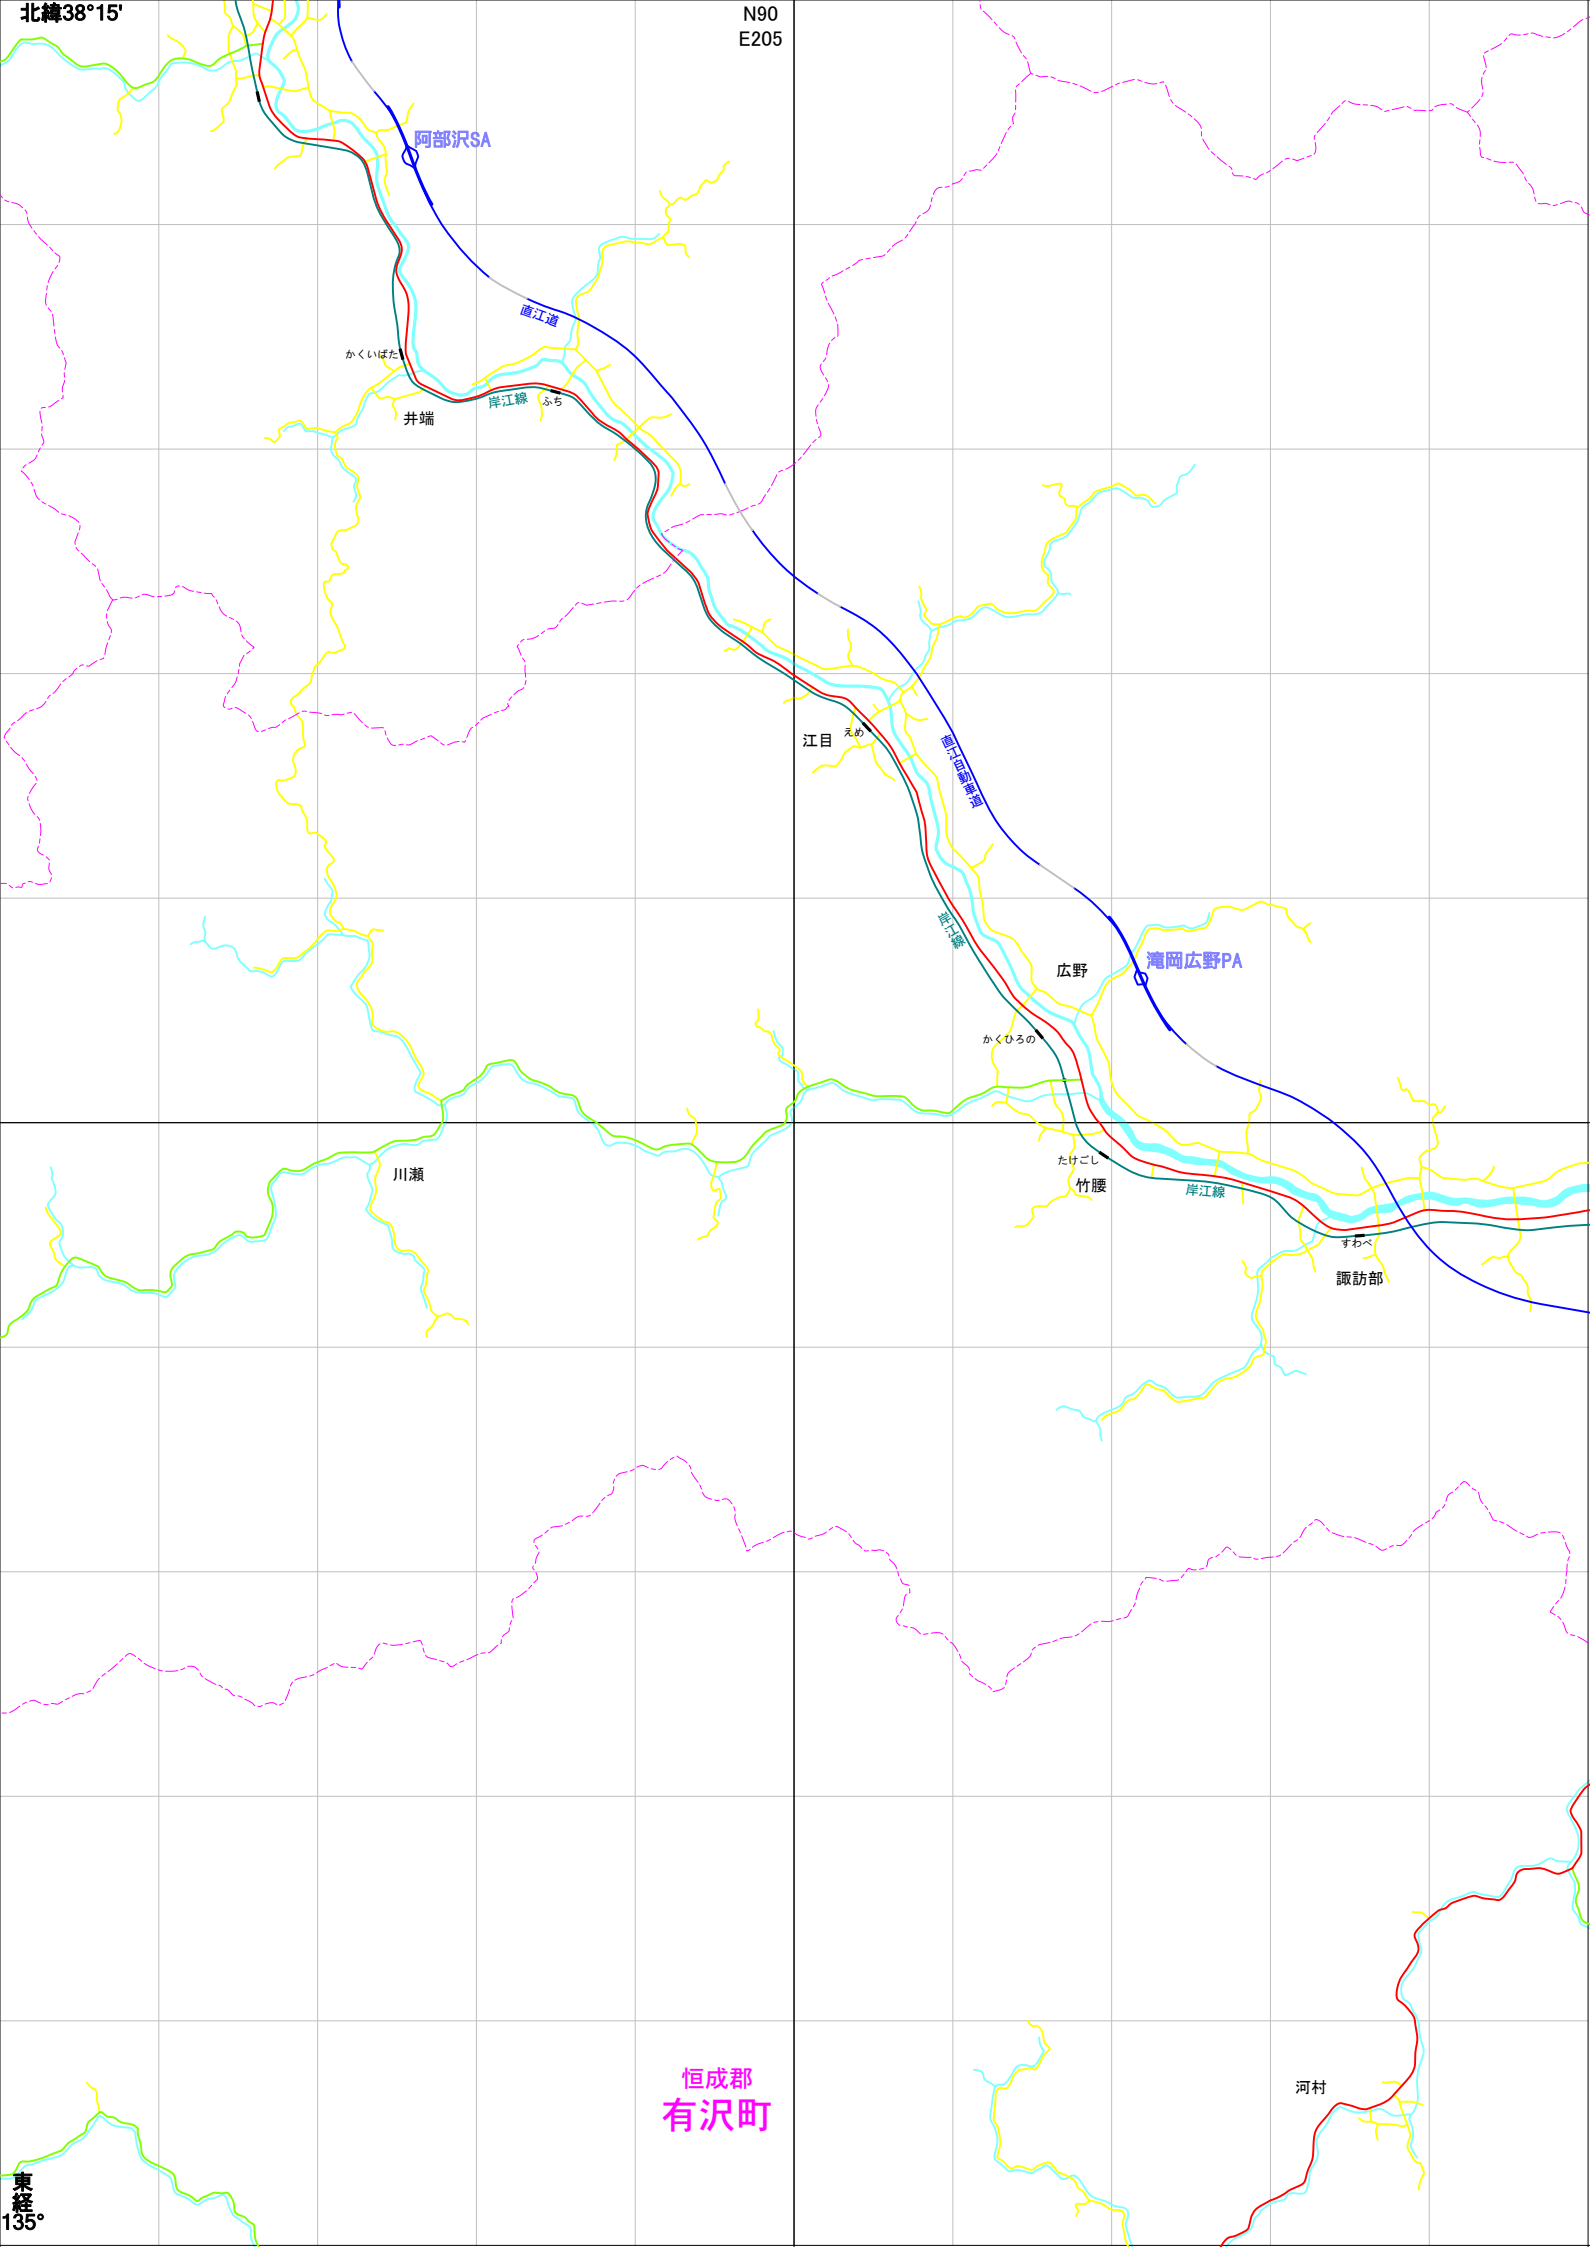 北緯38°15'
N90
E205
阿部沢SA
直江道
かくいばた
岸江線
ふち
井端
江目
えめ
直江自動車道
岸江線
広野
滝岡広野PA
かくひろの
たけごし
竹腰
岸江線
川瀬
すわべ
諏訪部
恒成郡
有沢町
河村
東経
135°